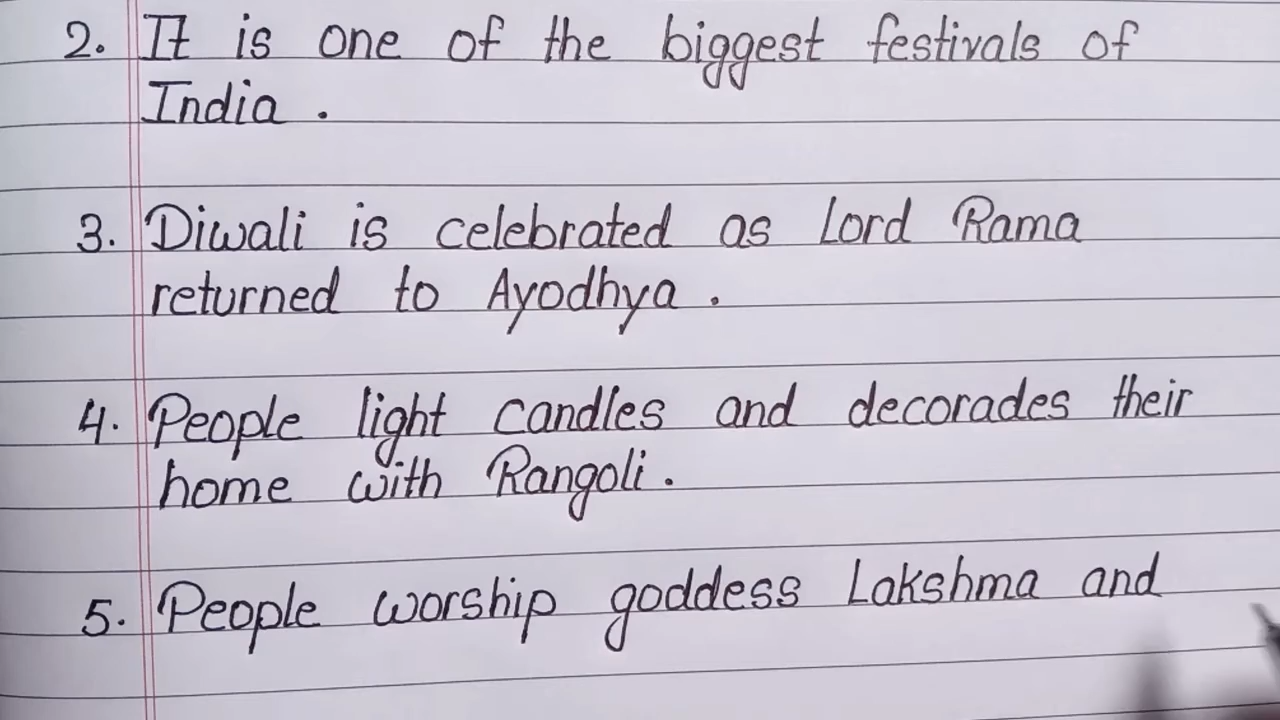 2. It is one of the biggest festivals of
India.
3. Diwali is celebrated as Lord Rama
returned to Ayodhya.
4. People light candles and decorades their
home with Rangoli.
5. People worship goddess Lakshma and